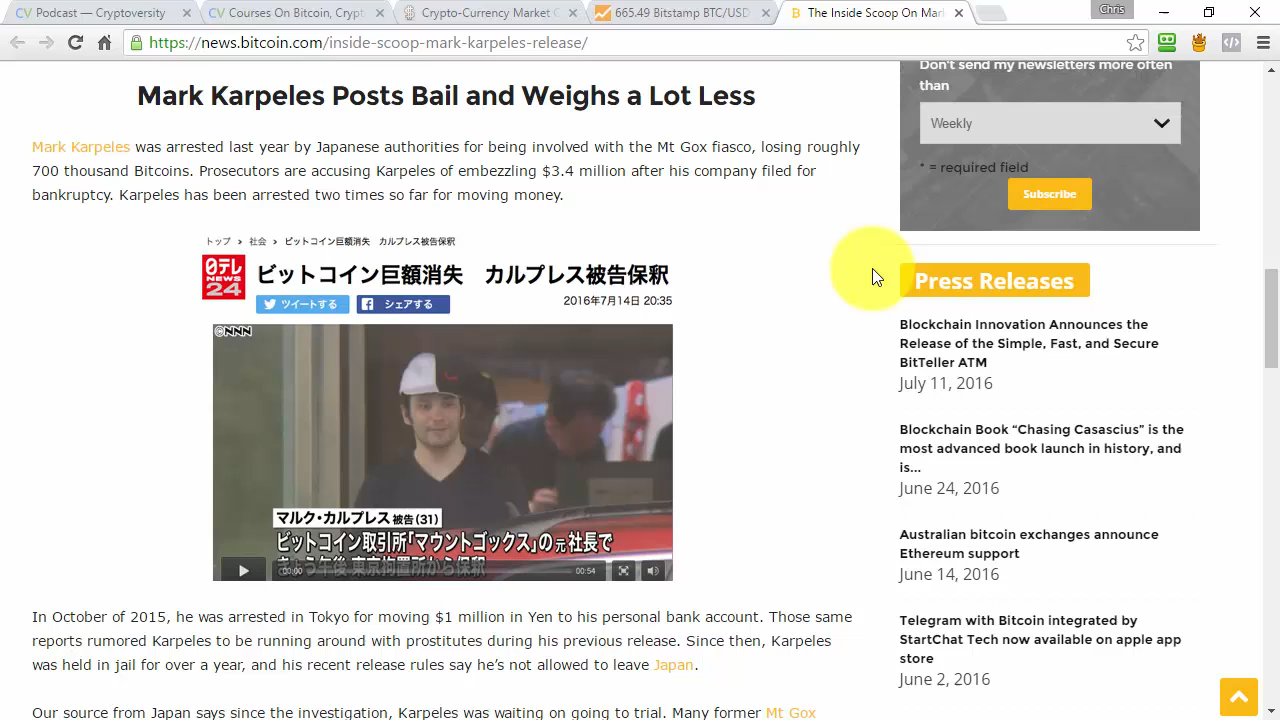 CV Podcast — Cryptoversity
CV Courses On Bitcoin, Crypt
Crypto-Currency Market C
665.49 Bitstamp BTC/USD
B The Inside Scoop On Mark
Chris
https://news.bitcoin.com/inside-scoop-mark-karpeles-release/
Mark Karpeles Posts Bail and Weighs a Lot Less
Mark Karpeles was arrested last year by Japanese authorities for being involved with the Mt Gox fiasco, losing roughly
700 thousand Bitcoins. Prosecutors are accusing Karpeles of embezzling $3.4 million after his company filed for
bankruptcy. Karpeles has been arrested two times so far for moving money.
トップ > 社会 > ビットコイン巨額消失 カルプレス被告保釈
日テレ
NEWS
24
ビットコイン巨額消失 カルプレス被告保釈
ツイートする
シェアする
2016年7月14日 20:35
©NNN
マルク・カルプレス 被告(31)
ビットコイン取引所「マウントゴックス」の元社長で
きょう午後 東京拘置所から保釈
00:00
00:54
In October of 2015, he was arrested in Tokyo for moving $1 million in Yen to his personal bank account. Those same
reports rumored Karpeles to be running around with prostitutes during his previous release. Since then, Karpeles
was held in jail for over a year, and his recent release rules say he's not allowed to leave Japan.
Our source from Japan says since the investigation, Karpeles was waiting on going to trial. Many former Mt Gox
Don't send my newsletters more often
than
Weekly
* = required field
Subscribe
Press Releases
Blockchain Innovation Announces the
Release of the Simple, Fast, and Secure
BitTeller ATM
July 11, 2016
Blockchain Book “Chasing Casascius” is the
most advanced book launch in history, and
is...
June 24, 2016
Australian bitcoin exchanges announce
Ethereum support
June 14, 2016
Telegram with Bitcoin integrated by
StartChat Tech now available on apple app
store
June 2, 2016